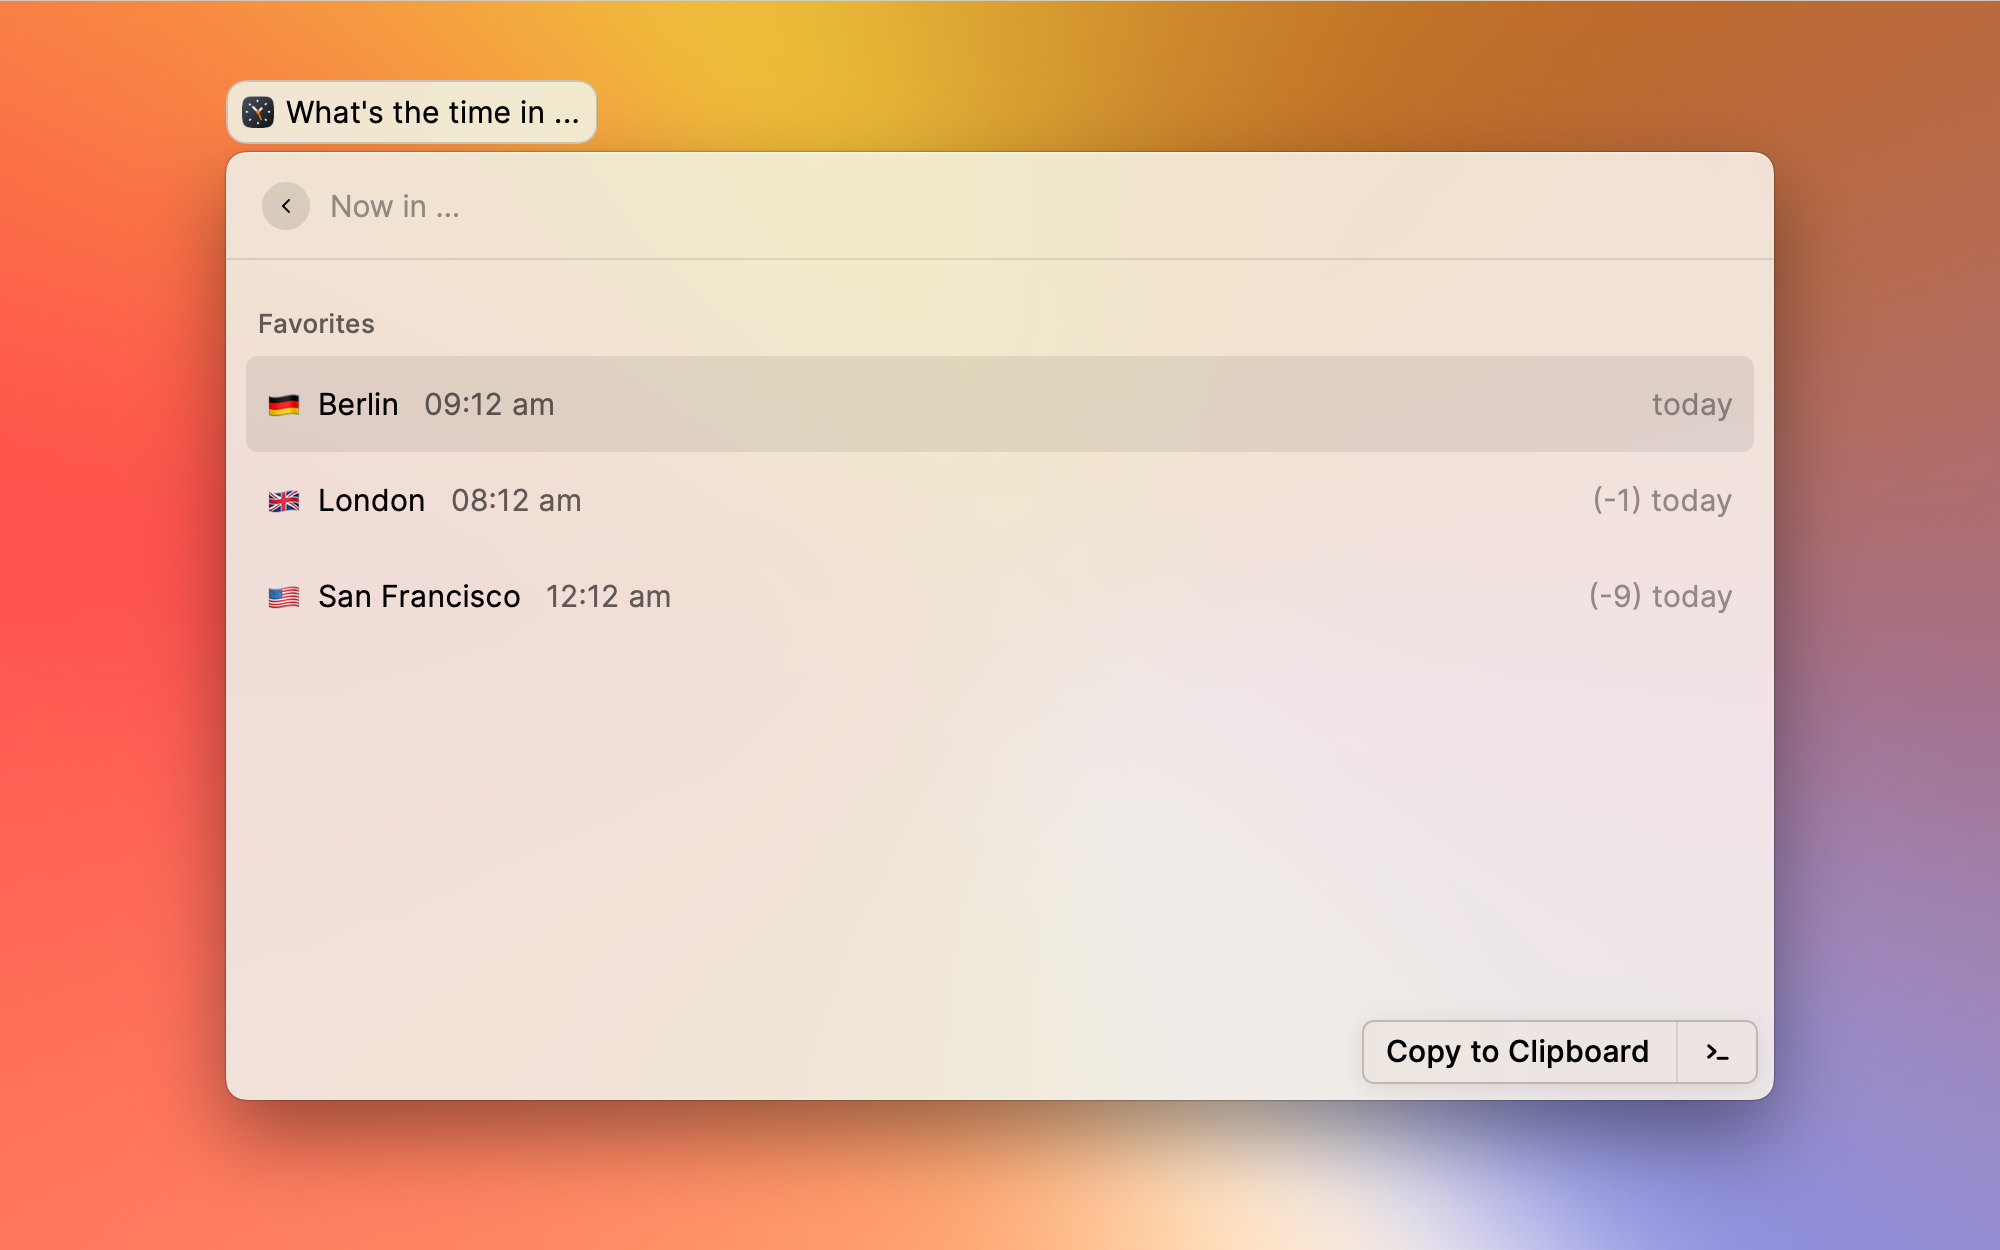 What's the time in ...
Now in ...
Favorites
Berlin 09:12 am today
London 08:12 am (-1) today
San Francisco 12:12 am (-9) today
Copy to Clipboard